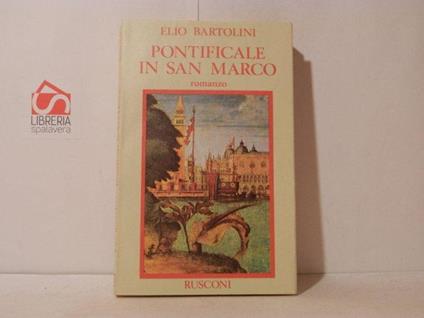 ELIO BARTOLINI
PONTIFICALE
IN SAN MARCO
romanzo
RUSCONI
LIBRERIA
spalavera